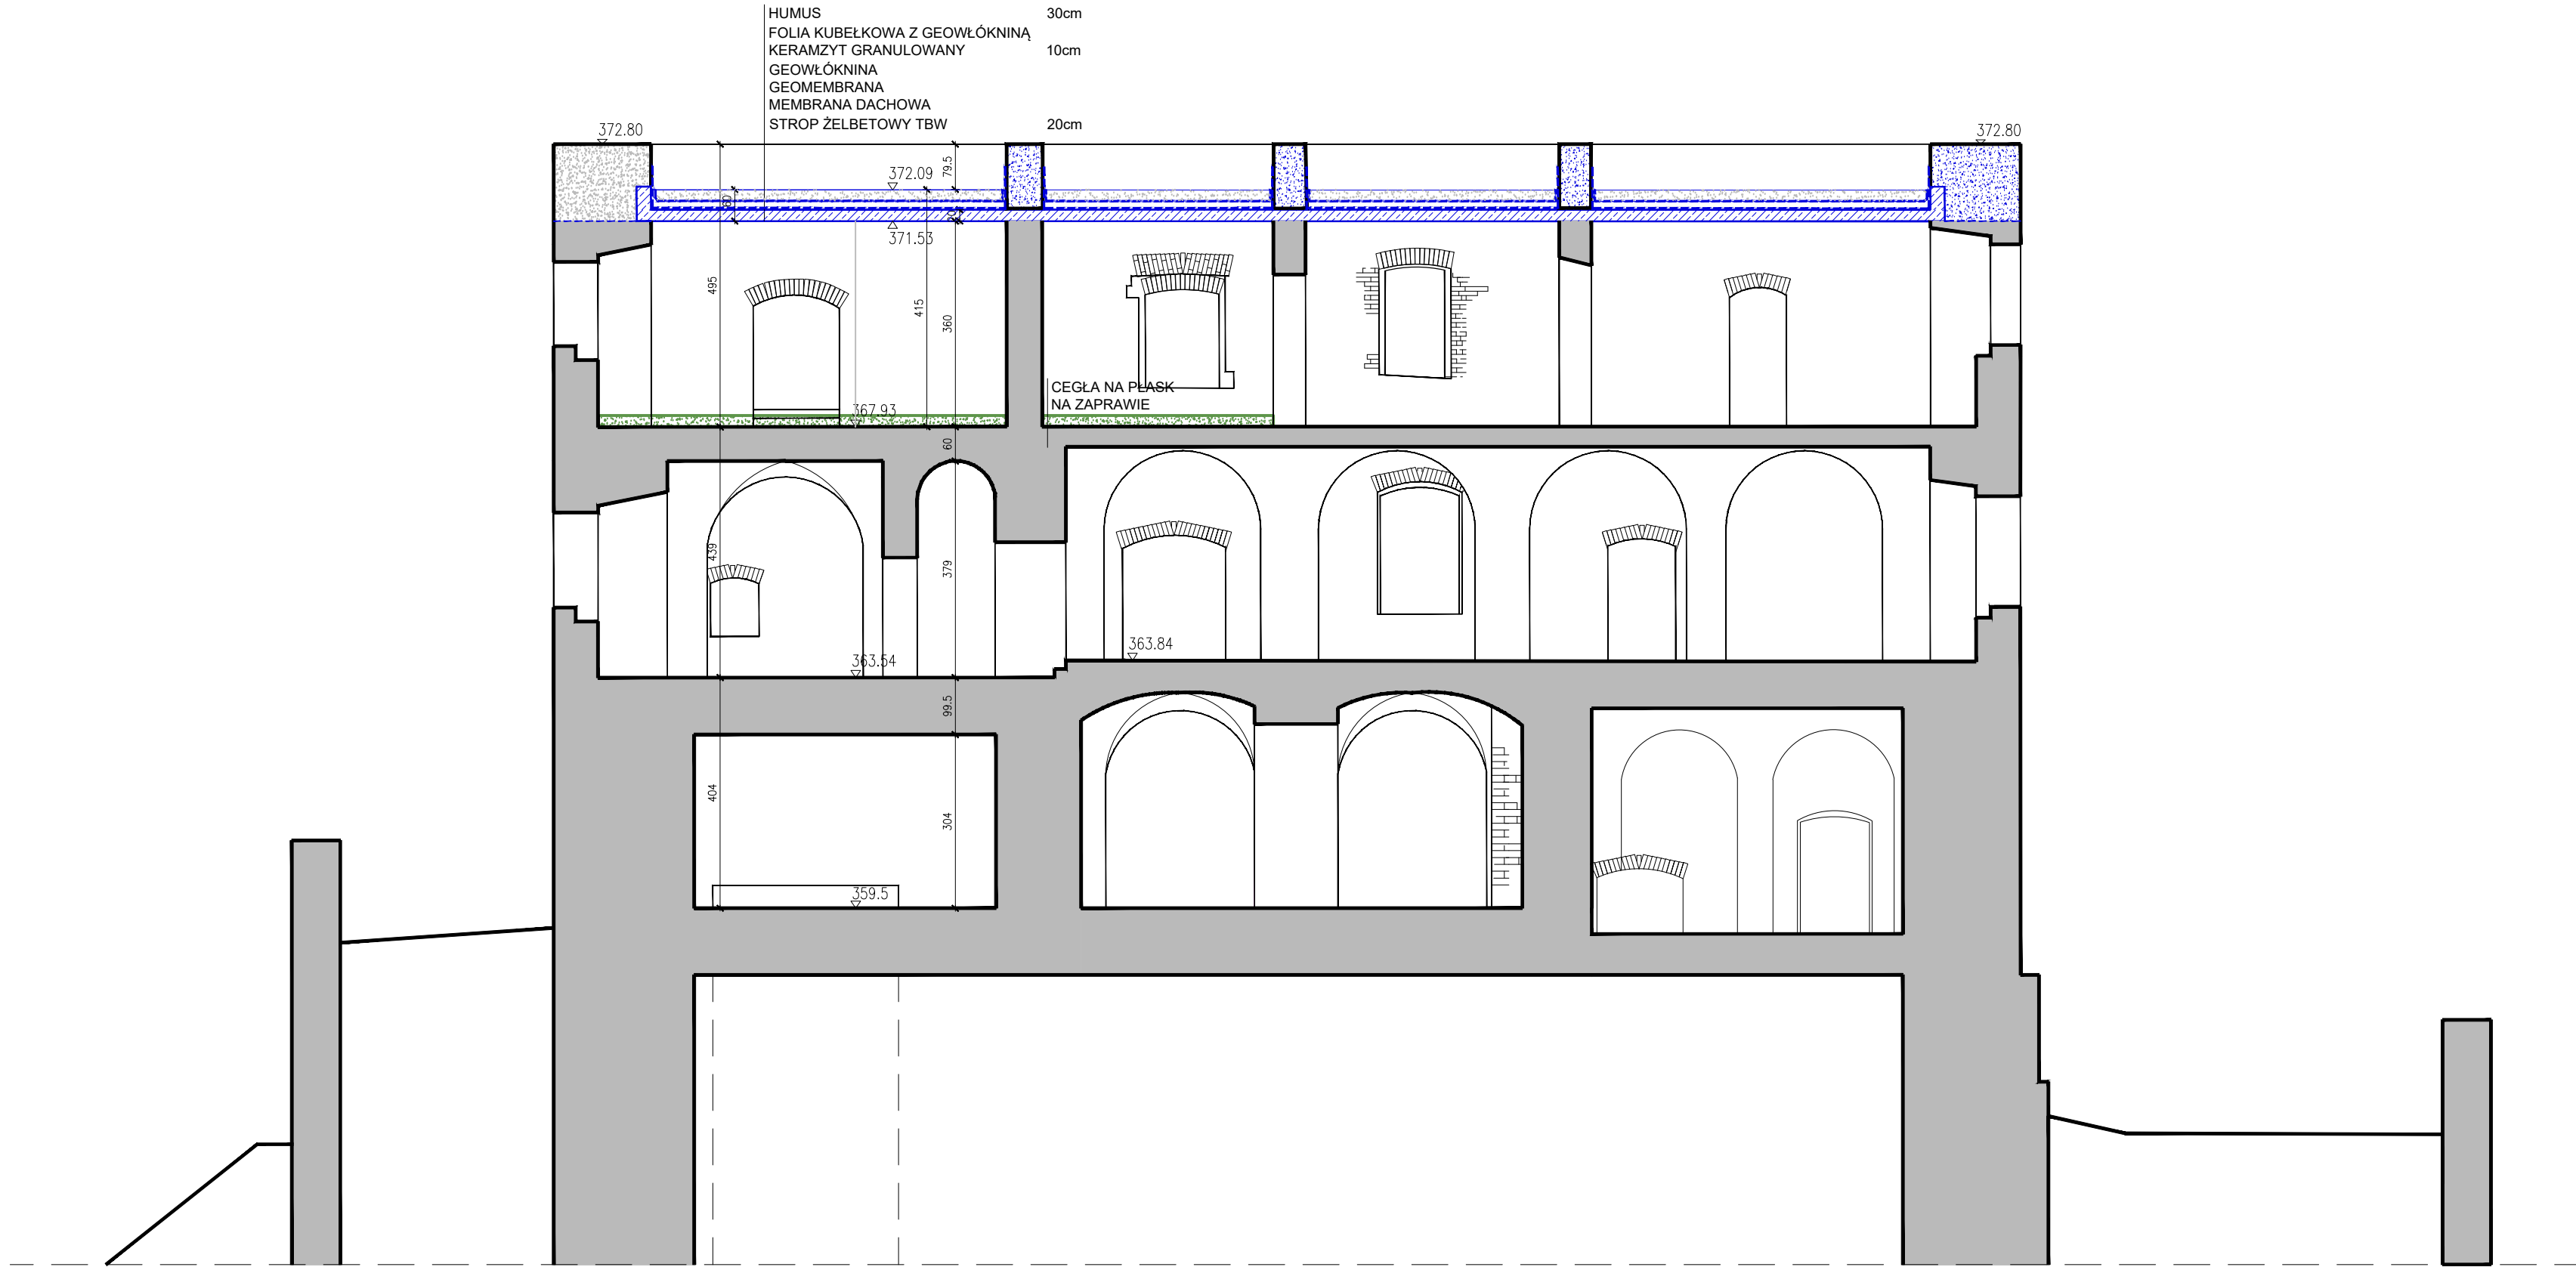 HUMUS 30cm
FOLIA KUBEŁKOWA Z GEOWŁÓKNINĄ
KERAMZYT GRANULOWANY 10cm
GEOWŁÓKNINA
GEOMEMBRANA
MEMBRANA DACHOWA
STROP ŻELBETOWY TBW 20cm
372.80
372.80
79.5
372.09
80
20
371.53
495
415
360
CEGŁA NA PŁASK
NA ZAPRAWIE
367.93
60
439
379
363.84
363.54
99.5
404
304
359.5